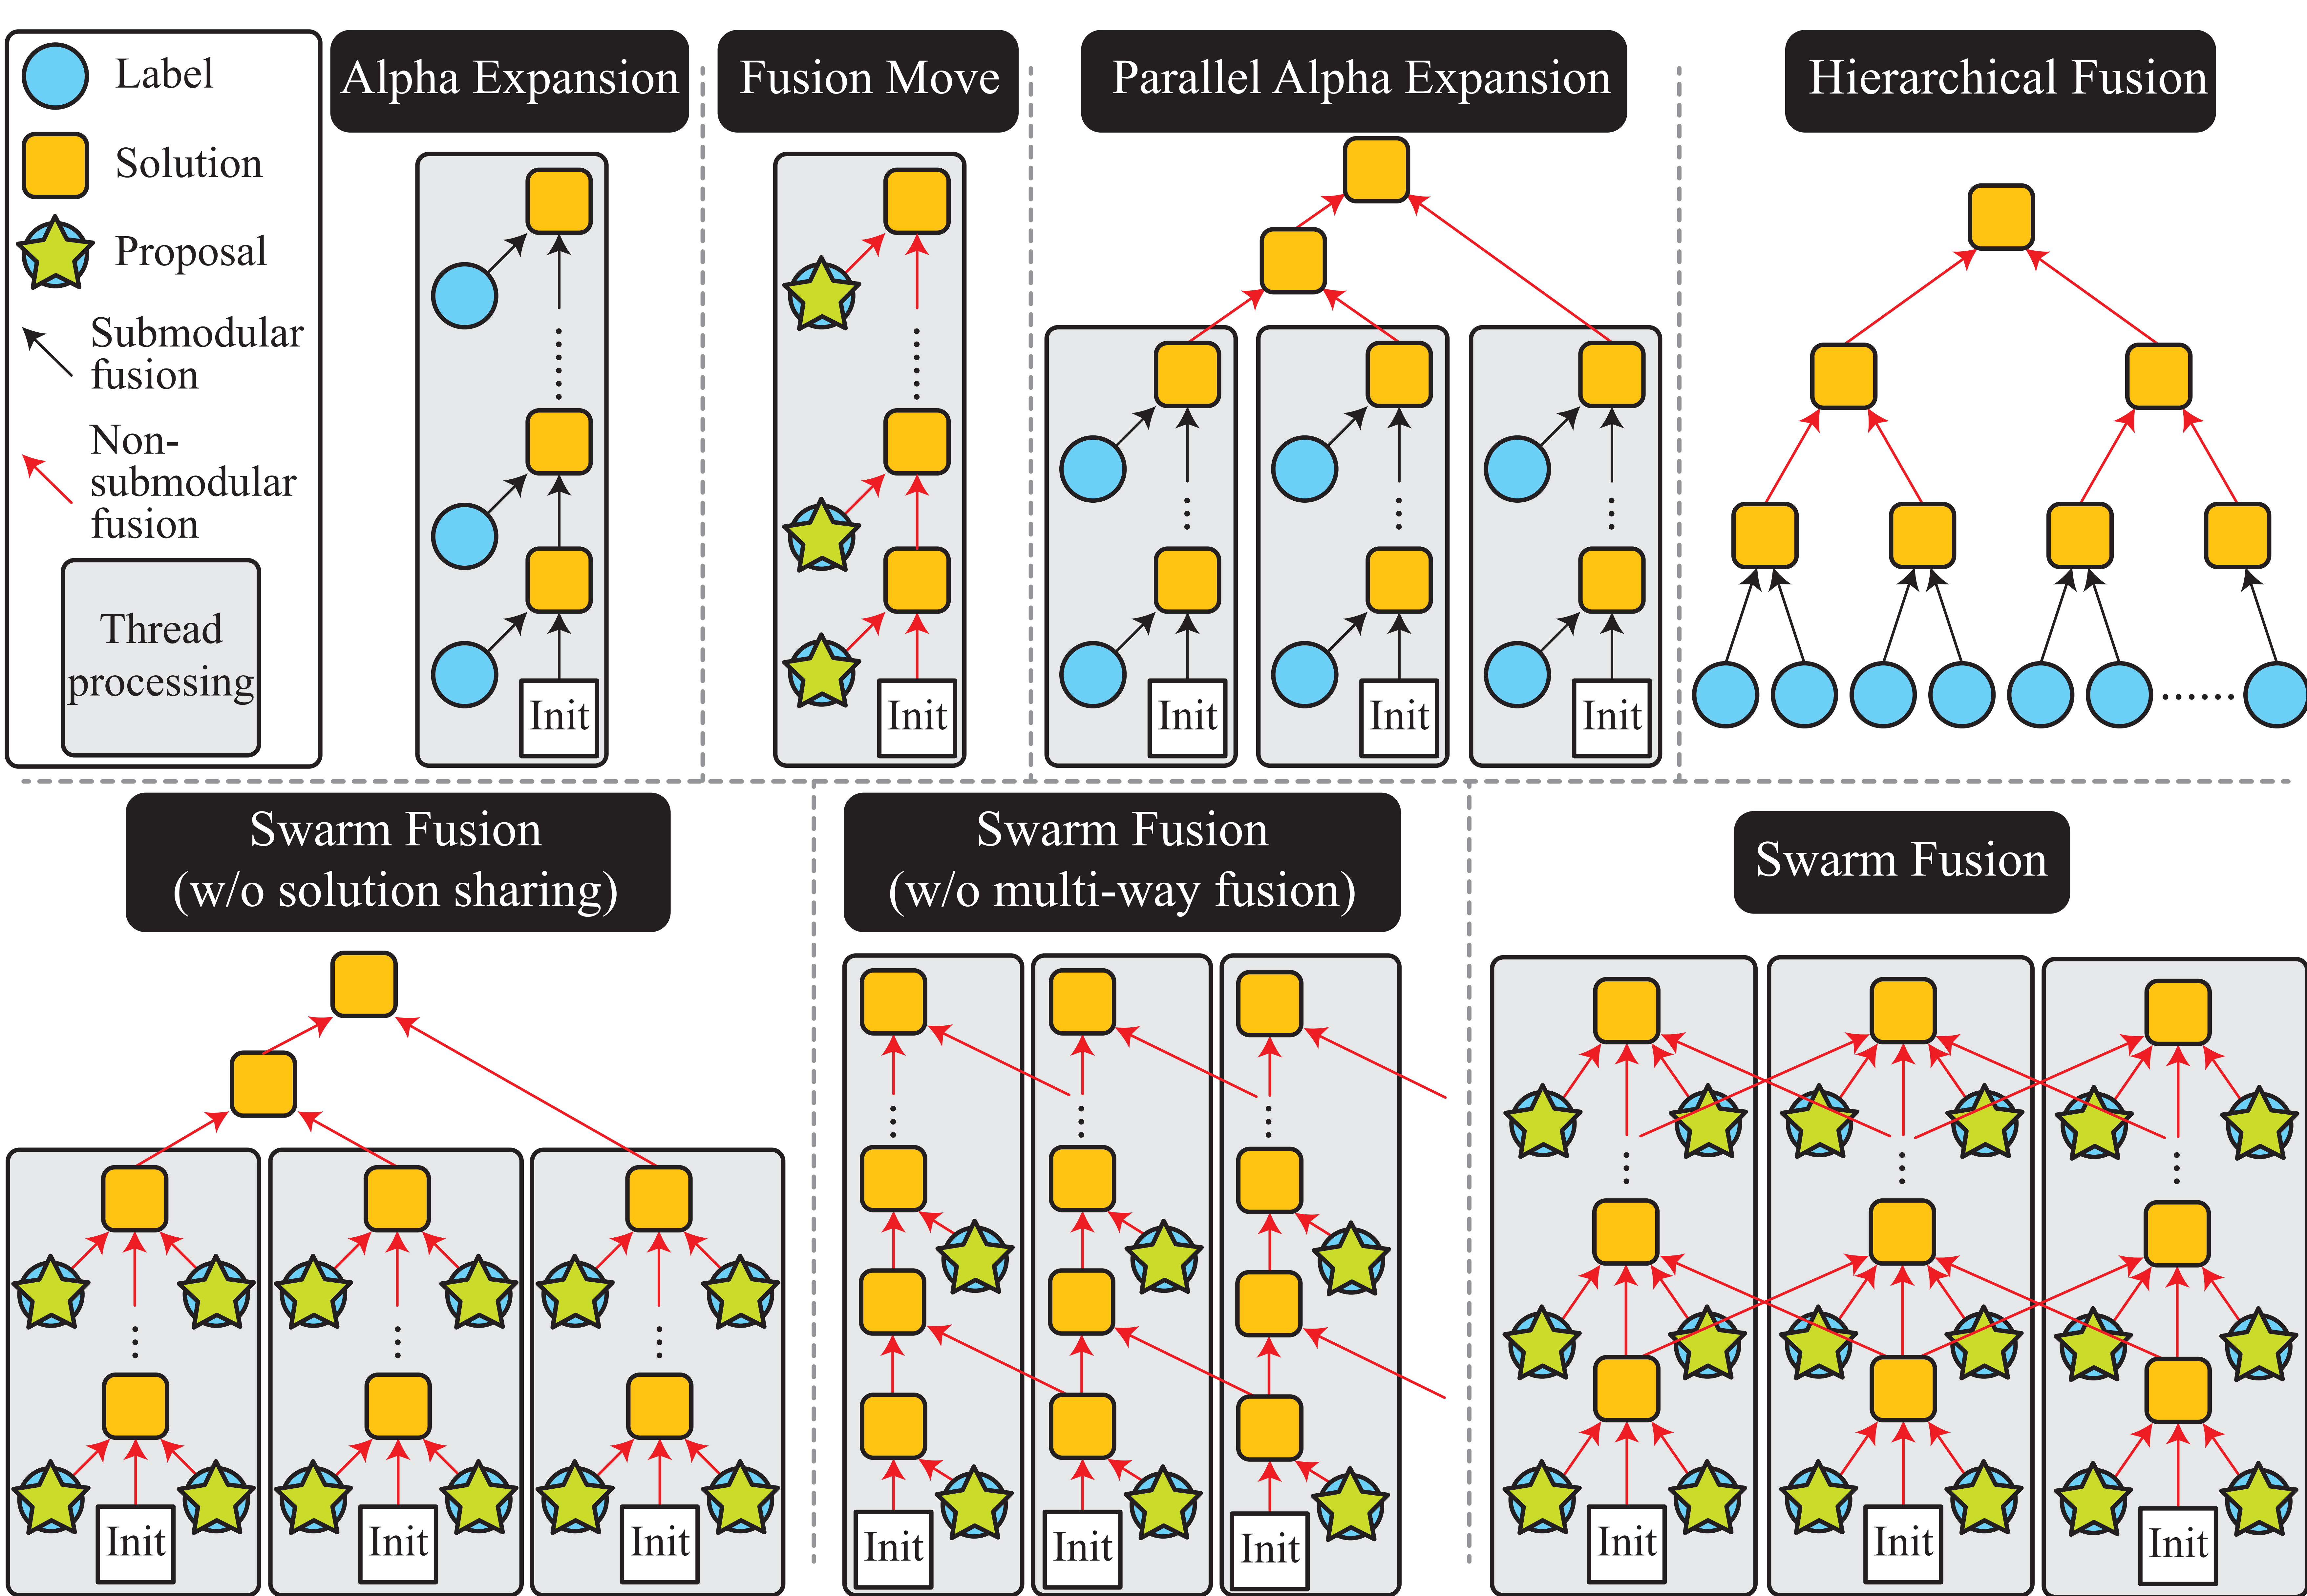 Label
Solution
Proposal
Submodular
fusion
Non-
submodular
fusion
Thread
processing
Alpha Expansion
Init
Fusion Move
Init
Parallel Alpha Expansion
Init
Init
Init
Hierarchical Fusion
Swarm Fusion
(w/o solution sharing)
Init
Init
Init
Swarm Fusion
(w/o multi-way fusion)
Init
Init
Init
Swarm Fusion
Init
Init
Init